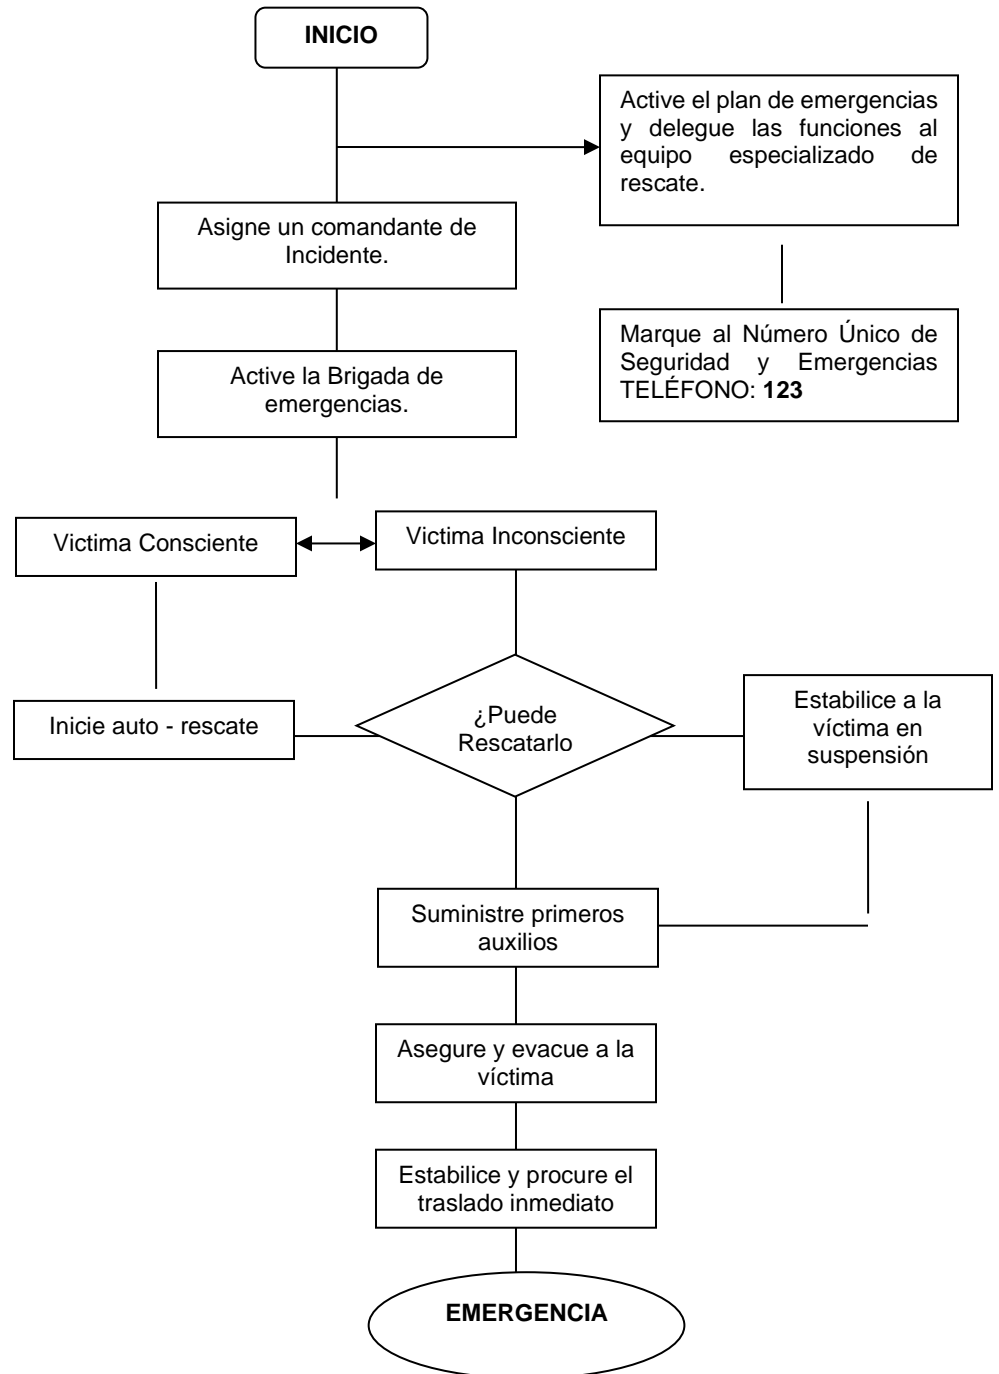 INICIO
Active el plan de emergencias
y delegue las funciones al
equipo especializado de
rescate.
Asigne un comandante de
Incidente.
Marque al Número Único de
Seguridad y Emergencias
TELÉFONO: 123
Active la Brigada de
emergencias.
Victima Consciente
Victima Inconsciente
Inicie auto - rescate
¿Puede
Rescatarlo
Estabilice a la
víctima en
suspensión
Suministre primeros
auxilios
Asegure y evacue a la
víctima
Estabilice y procure el
traslado inmediato
EMERGENCIA